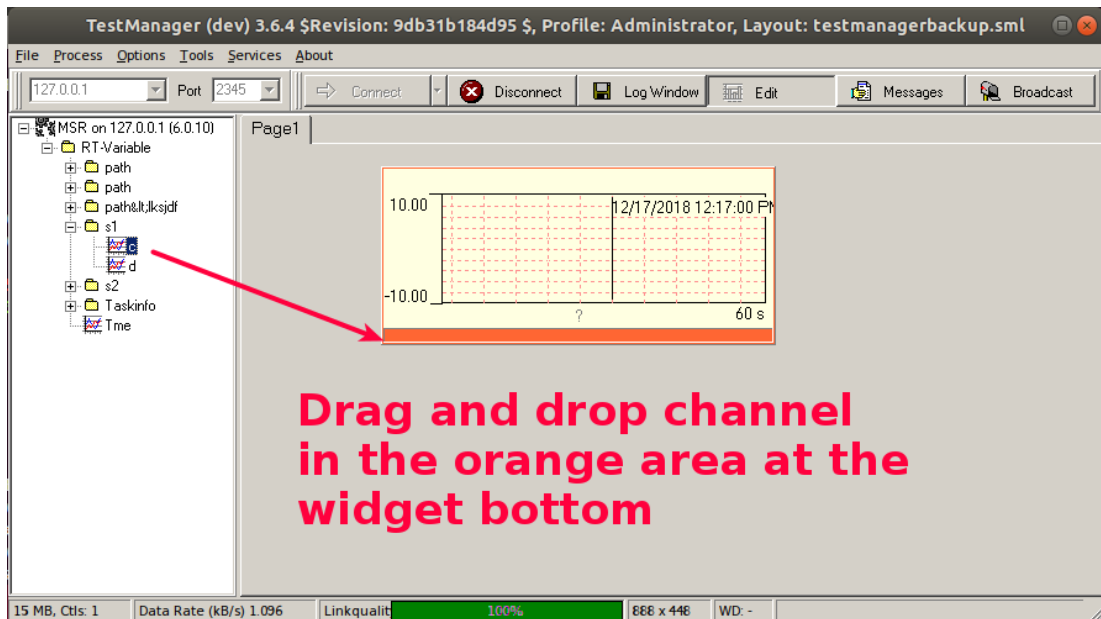 TestManager (dev) 3.6.4 $Revision: 9db31b184d95 $, Profile: Administrator, Layout: testmanagerbackup.sml
File Process Options Tools Services About
127.0.0.1 Port 2345 Connect Disconnect Log Window Edit Messages Broadcast
MSR on 127.0.0.1 (6.0.10)
RT-Variable
path
path
path&lt;lksjdf
s1
c
d
s2
Taskinfo
Tme
Page1
10.00
12/17/2018 12:17:00 PM
-10.00
? 60 s
Drag and drop channel
in the orange area at the
widget bottom
15 MB, Ctls: 1 Data Rate (kB/s) 1.096 Linkqualit 100% 888 x 448 WD: -